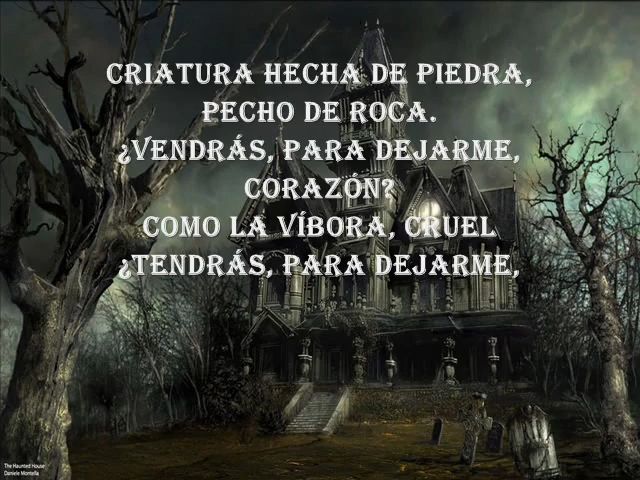 CRIATURA HECHA DE PIEDRA,
PECHO DE ROCA.
¿VENDRÁS, PARA DEJARME,
CORAZÓN?
COMO LA VÍBORA, CRUEL
¿TENDRÁS, PARA DEJARME,
The Haunted House
Daniele Montella